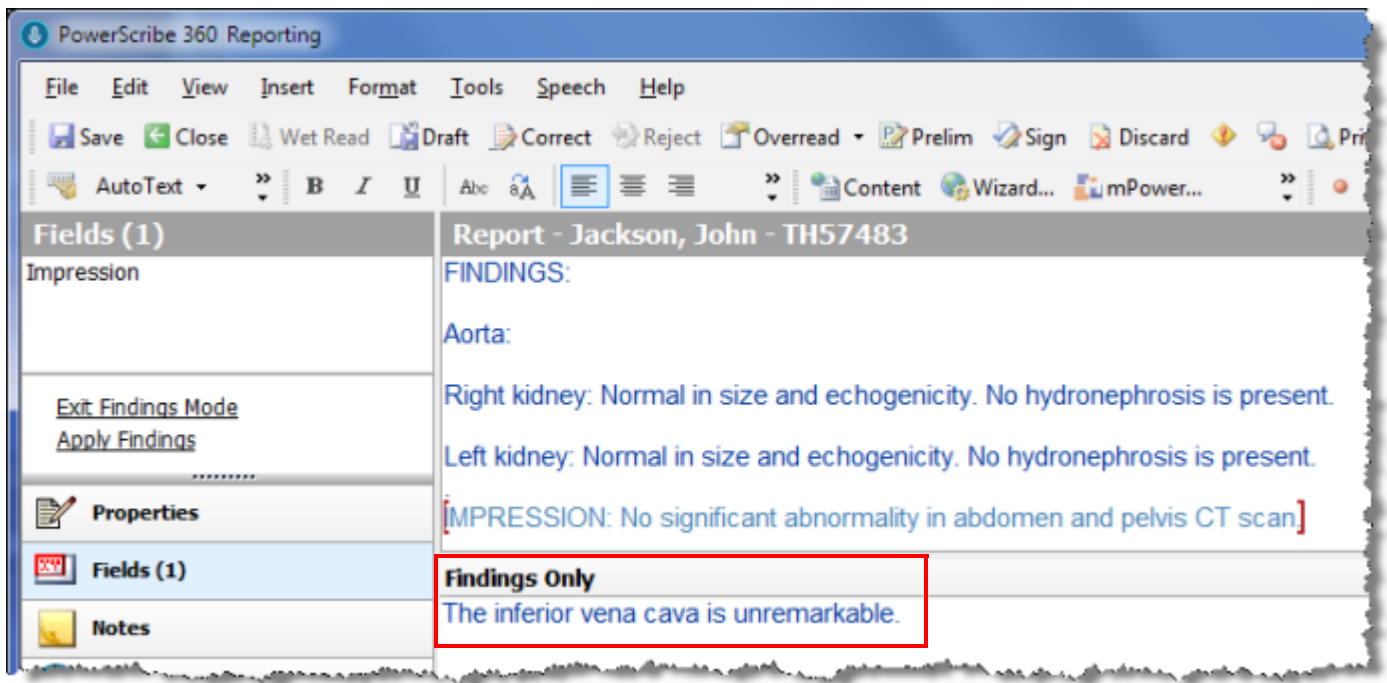 PowerScribe 360 Reporting
File Edit View Insert Format Tools Speech Help
Save Close Wet Read Draft Correct Reject Overread Prelim Sign Discard
AutoText B I U Abc Content Wizard... mPower...
Fields (1)
Impression
Exit Findings Mode
Apply Findings
Properties
Fields (1)
Notes
Report - Jackson, John - TH57483
FINDINGS:
Aorta:
Right kidney: Normal in size and echogenicity. No hydronephrosis is present.
Left kidney: Normal in size and echogenicity. No hydronephrosis is present.
[IMPRESSION: No significant abnormality in abdomen and pelvis CT scan.]
Findings Only
The inferior vena cava is unremarkable.